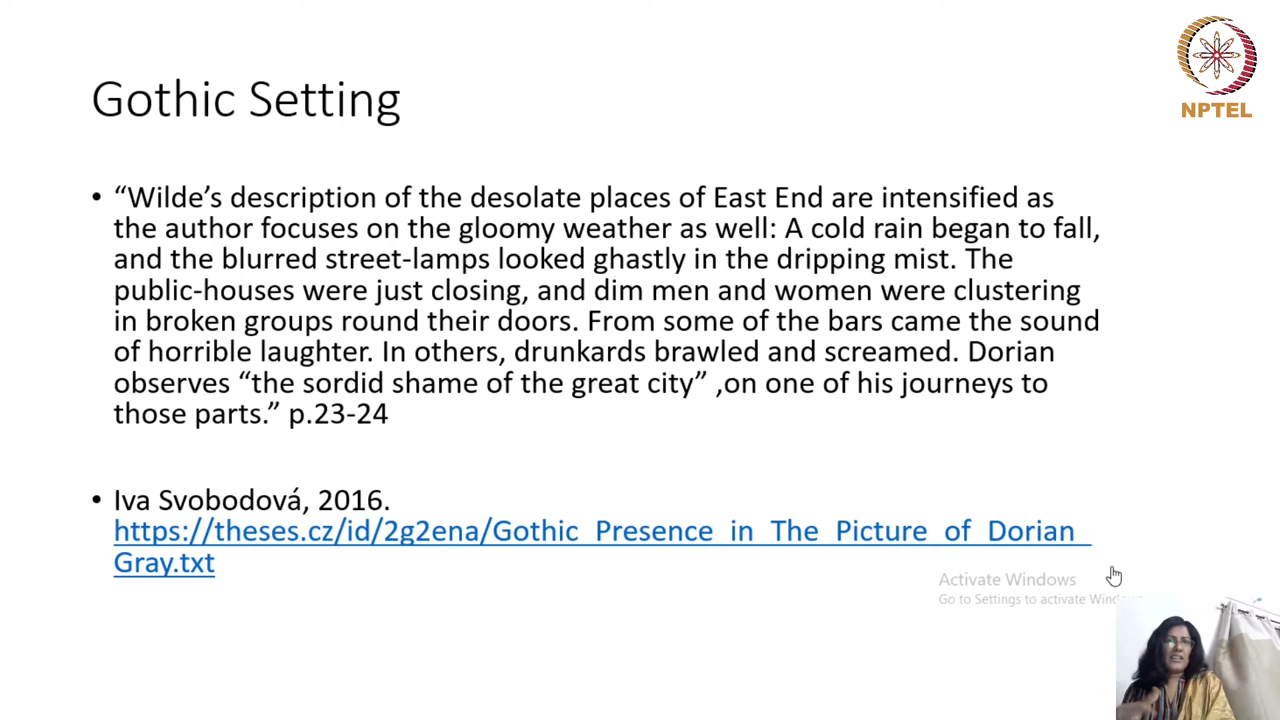 NPTEL
Gothic Setting
• “Wilde’s description of the desolate places of East End are intensified as
the author focuses on the gloomy weather as well: A cold rain began to fall,
and the blurred street-lamps looked ghastly in the dripping mist. The
public-houses were just closing, and dim men and women were clustering
in broken groups round their doors. From some of the bars came the sound
of horrible laughter. In others, drunkards brawled and screamed. Dorian
observes “the sordid shame of the great city” ,on one of his journeys to
those parts.” p.23-24
• Iva Svobodová, 2016.
https://theses.cz/id/2g2ena/Gothic_Presence_in_The_Picture_of_Dorian_
Gray.txt
Activate Windows
Go to Settings to activate